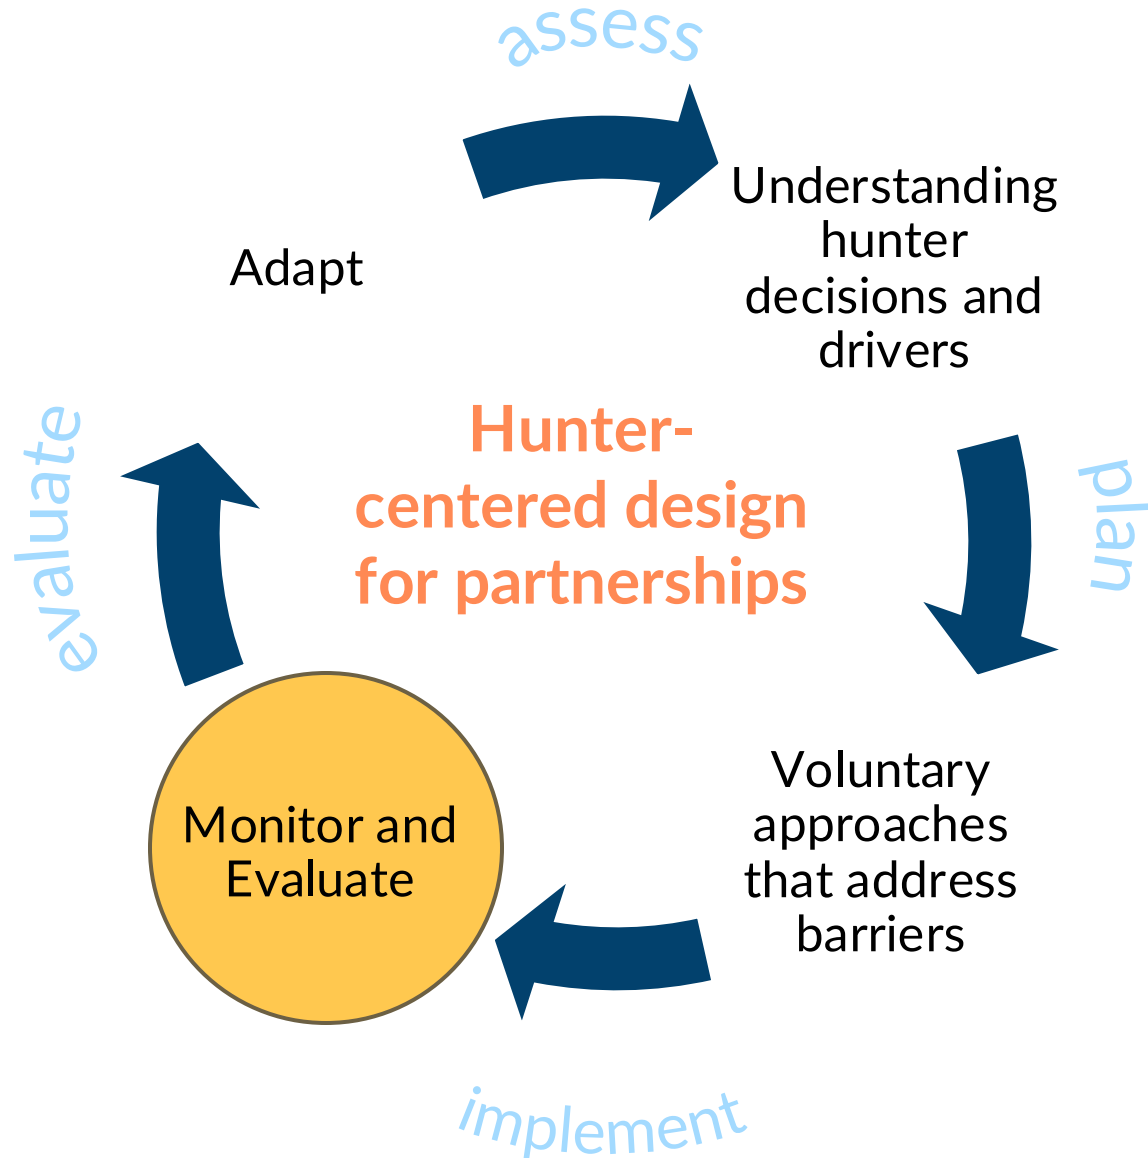 assess
Understanding
hunter
decisions and
drivers
Adapt
Hunter-
centered design
for partnerships
plan
evaluate
Voluntary
approaches
that address
barriers
Monitor and
Evaluate
implement